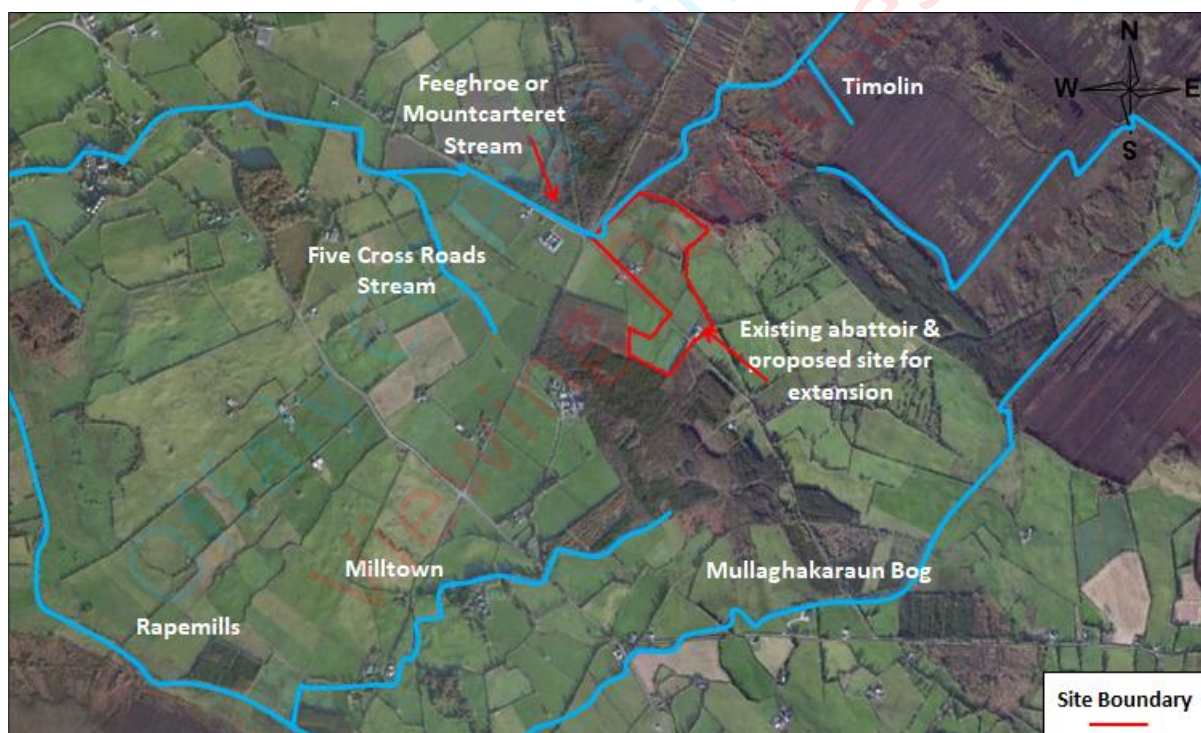 N
W
E
S
Timolin
Feeghroe or
Mountcarteret
Stream
Five Cross Roads
Stream
Existing abattoir &
proposed site for
extension
Milltown
Mullaghakaraun Bog
Rapemills
Site Boundary